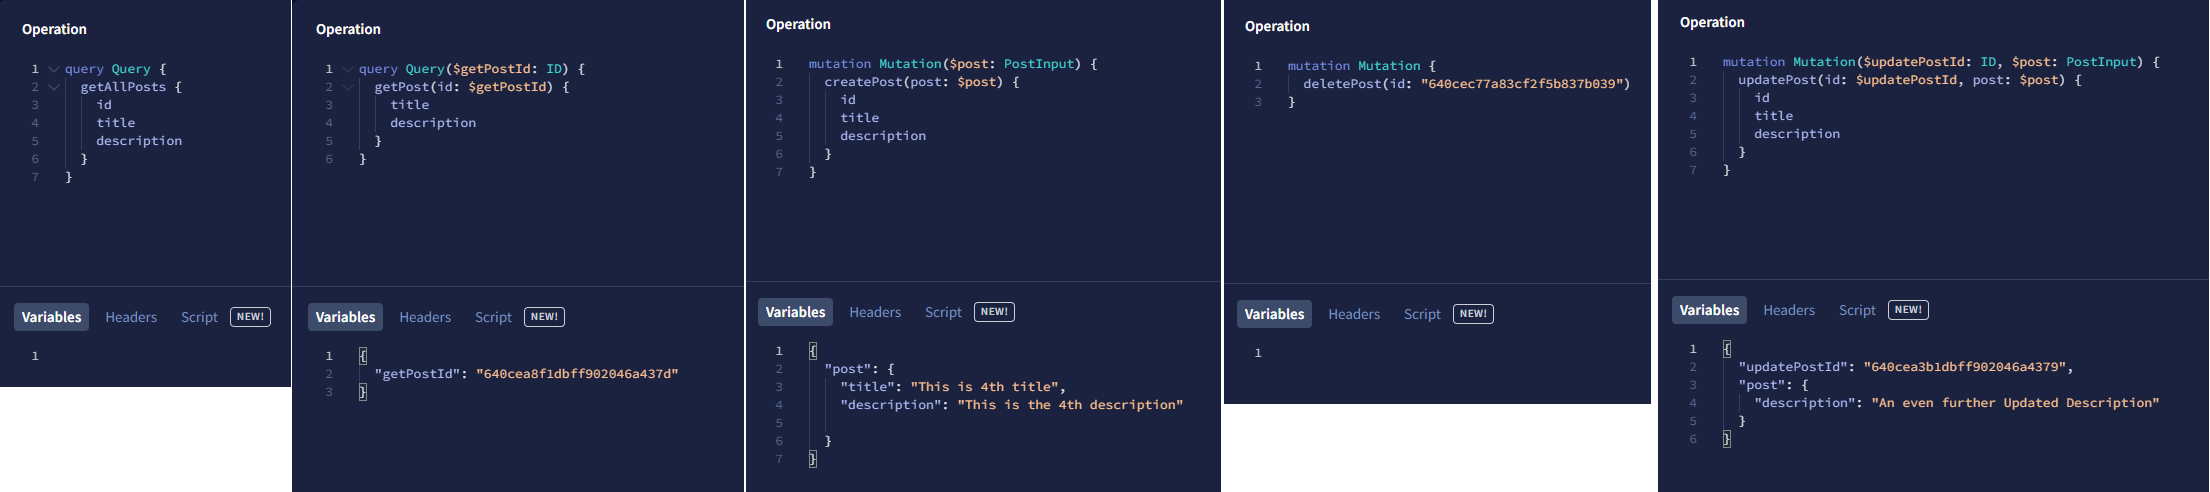 Operation
1 query Query {
2 getAllPosts {
3 id
4 title
5 description
6 }
7 }
Variables Headers Script NEW!
1
Operation
1 query Query($getPostId: ID) {
2 getPost(id: $getPostId) {
3 title
4 description
5 }
6 }
Variables Headers Script NEW!
1 {
2 "getPostId": "640cea8f1dbff902046a437d"
3 }
Operation
1 mutation Mutation($post: PostInput) {
2 createPost(post: $post) {
3 id
4 title
5 description
6 }
7 }
Variables Headers Script NEW!
1 {
2 "post": {
3 "title": "This is 4th title",
4 "description": "This is the 4th description"
5
6 }
7 }
Operation
1 mutation Mutation {
2 deletePost(id: "640cec77a83cf2f5b837b039")
3 }
Variables Headers Script NEW!
1
Operation
1 mutation Mutation($updatePostId: ID, $post: PostInput) {
2 updatePost(id: $updatePostId, post: $post) {
3 id
4 title
5 description
6 }
7 }
Variables Headers Script NEW!
1 {
2 "updatePostId": "640cea3b1dbff902046a4379",
3 "post": {
4 "description": "An even further Updated Description"
5 }
6 }